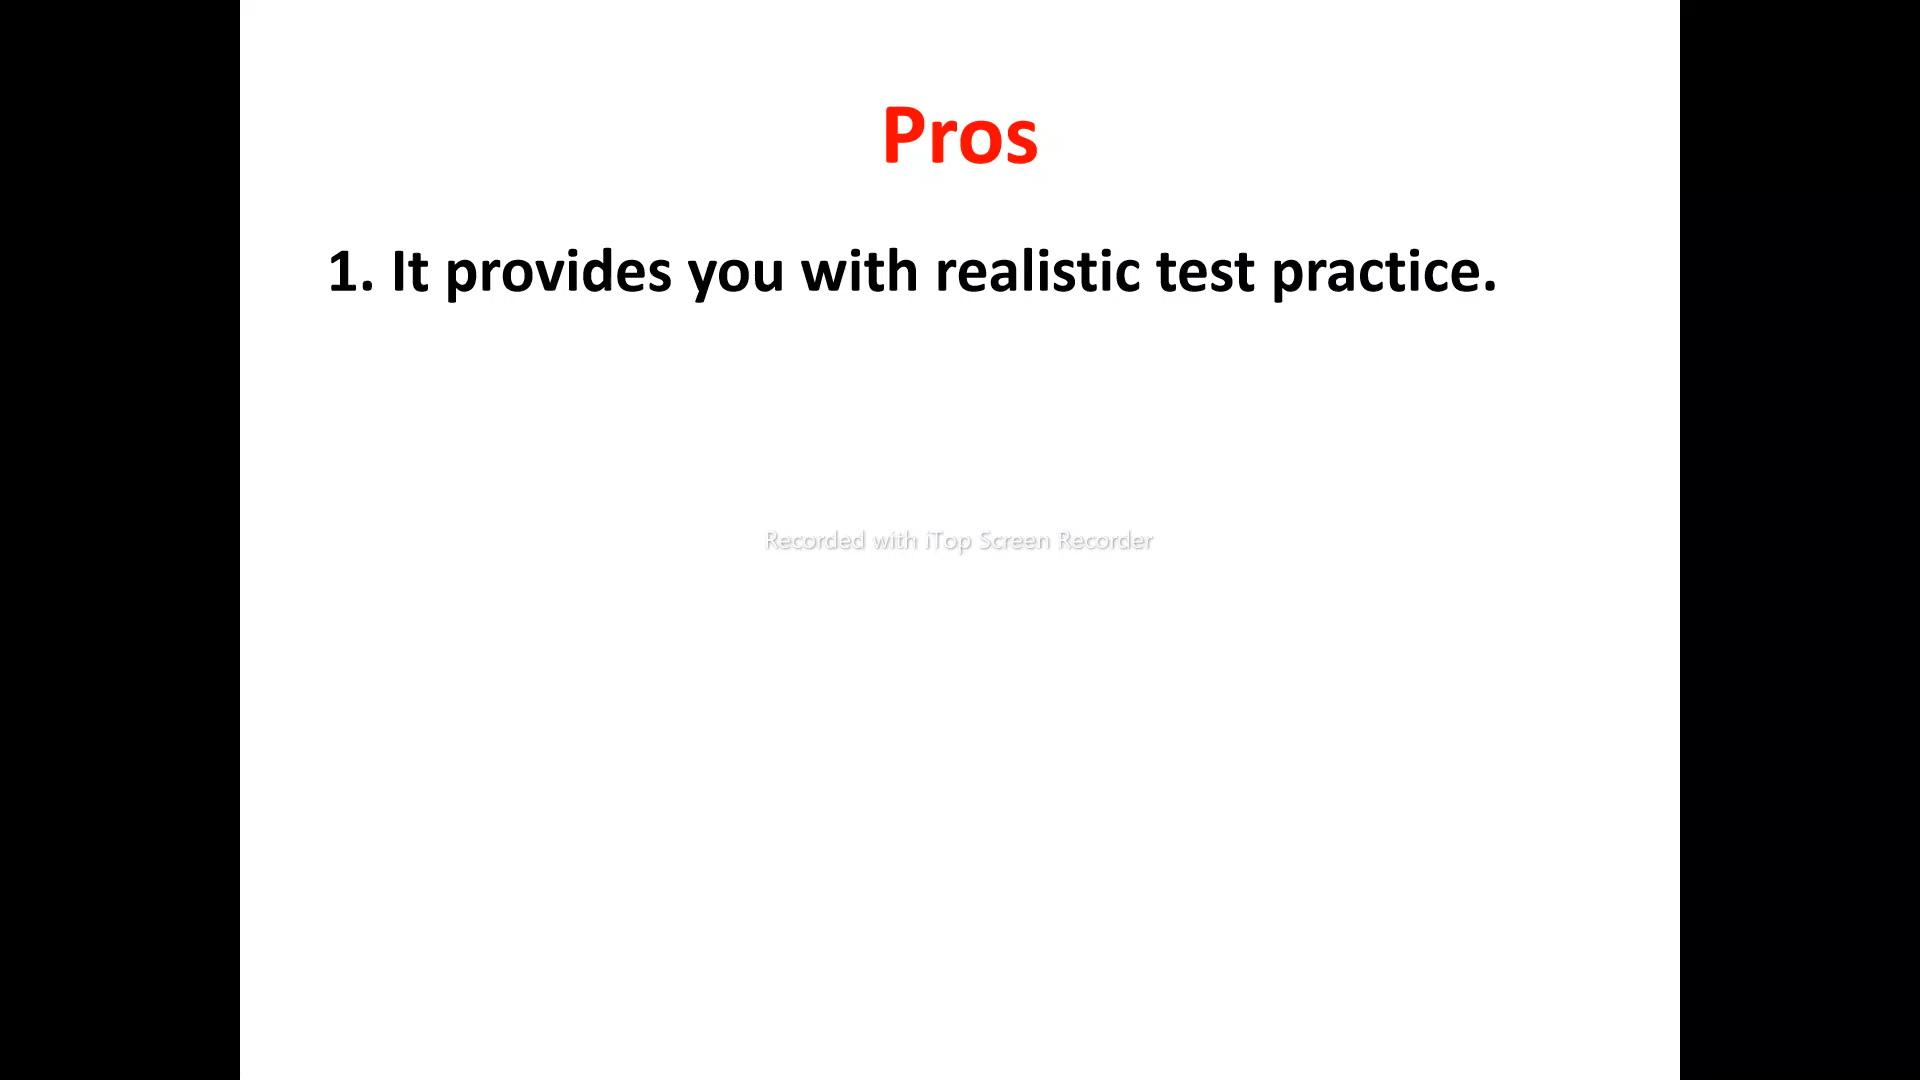 Pros
1. It provides you with realistic test practice.
Recorded with iTop Screen Recorder